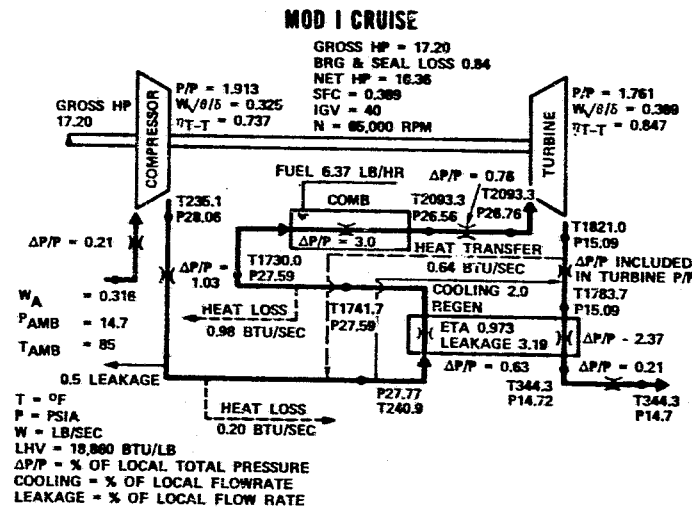 MOD I CRUISE
GROSS HP = 17.20
BRG & SEAL LOSS 0.84
NET HP = 16.36
SFC = 0.389
IGV = 40
N = 65,000 RPM
GROSS HP
17.20
COMPRESSOR
P/P = 1.913
W√θ/δ = 0.325
ηT-T = 0.737
TURBINE
P/P = 1.761
W√θ/δ = 0.389
ηT-T = 0.847
FUEL 6.37 LB/HR
COMB
ΔP/P = 3.0
ΔP/P = 0.76
T2093.3
P26.56
T2093.3
P26.76
T235.1
P28.06
ΔP/P = 0.21
ΔP/P =
1.03
T1730.0
P27.59
HEAT TRANSFER
0.64 BTU/SEC
T1821.0
P15.09
ΔP/P INCLUDED
IN TURBINE P/P
T1783.7
P15.09
COOLING 2.0
REGEN
ETA 0.973
LEAKAGE 3.19
ΔP/P - 2.37
T1741.7
P27.59
HEAT LOSS
0.98 BTU/SEC
WA = 0.316
PAMB = 14.7
TAMB = 85
0.5 LEAKAGE
ΔP/P = 0.63
ΔP/P = 0.21
P27.77
T240.9
T344.3
P14.72
T344.3
P14.7
HEAT LOSS
0.20 BTU/SEC
T = °F
P = PSIA
W = LB/SEC
LHV = 18,860 BTU/LB
ΔP/P = % OF LOCAL TOTAL PRESSURE
COOLING = % OF LOCAL FLOWRATE
LEAKAGE = % OF LOCAL FLOW RATE